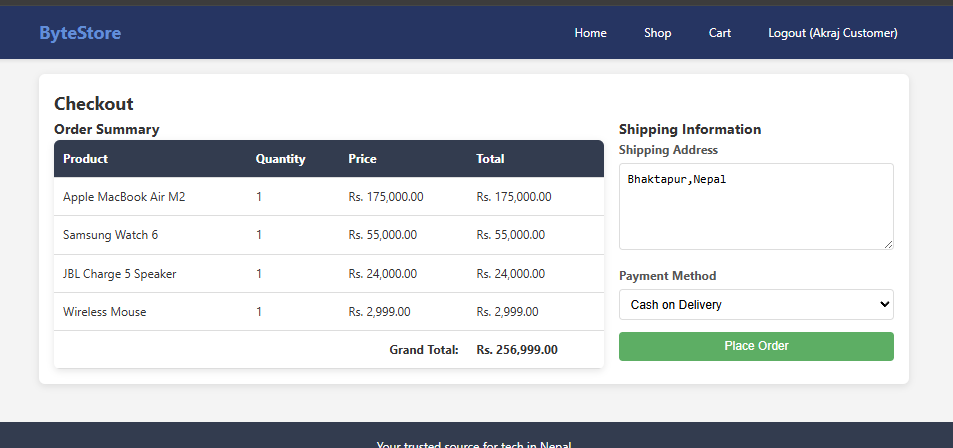 ByteStore Home Shop Cart Logout (Akraj Customer)
Checkout
Order Summary
Product Quantity Price Total
Apple MacBook Air M2 1 Rs. 175,000.00 Rs. 175,000.00
Samsung Watch 6 1 Rs. 55,000.00 Rs. 55,000.00
JBL Charge 5 Speaker 1 Rs. 24,000.00 Rs. 24,000.00
Wireless Mouse 1 Rs. 2,999.00 Rs. 2,999.00
Grand Total: Rs. 256,999.00
Shipping Information
Shipping Address
Bhaktapur,Nepal
Payment Method
Cash on Delivery
Place Order
Your trusted source for tech in Nepal